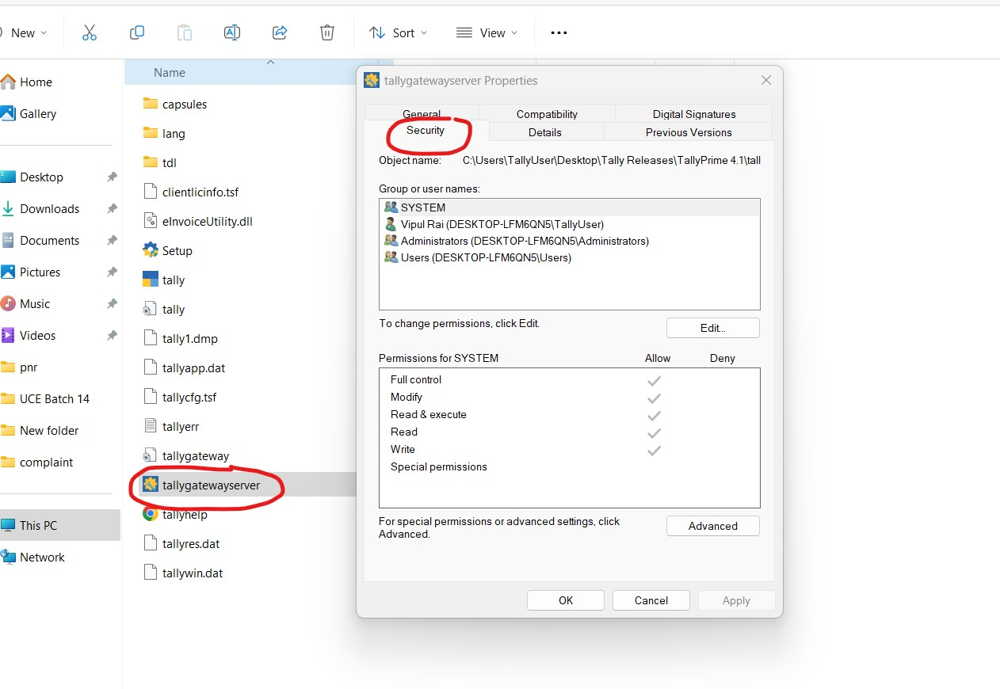 New
Sort
View
Home
Gallery
Desktop
Downloads
Documents
Pictures
Music
Videos
pnr
UCE Batch 14
New folder
complaint
This PC
Network
Name
capsules
lang
tdl
clientlicinfo.tsf
eInvoiceUtility.dll
Setup
tally
tally
tally1.dmp
tallyapp.dat
tallycfg.tsf
tallyerr
tallygateway
tallygatewayserver
tallyhelp
tallyres.dat
tallywin.dat
tallygatewayserver Properties
General Compatibility Digital Signatures
Security Details Previous Versions
Object name: C:\Users\TallyUser\Desktop\Tally Releases\TallyPrime 4.1\tall
Group or user names:
SYSTEM
Vipul Rai (DESKTOP-LFM6QN5\TallyUser)
Administrators (DESKTOP-LFM6QN5\Administrators)
Users (DESKTOP-LFM6QN5\Users)
To change permissions, click Edit.
Edit...
Permissions for SYSTEM Allow Deny
Full control
Modify
Read & execute
Read
Write
Special permissions
For special permissions or advanced settings, click
Advanced.
Advanced
OK Cancel Apply